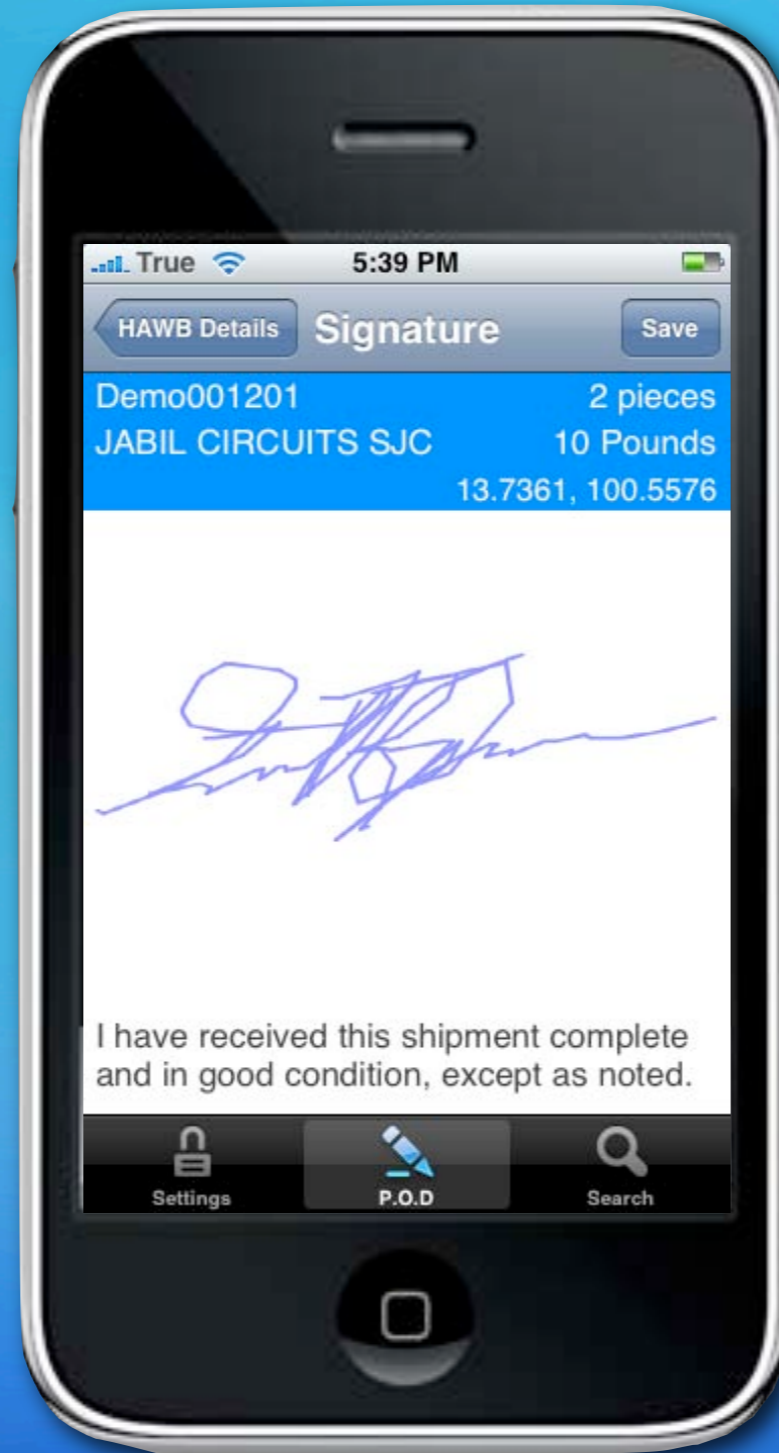 True 5:39 PM
HAWB Details Signature Save
Demo001201 2 pieces
JABIL CIRCUITS SJC 10 Pounds
13.7361, 100.5576
I have received this shipment complete
and in good condition, except as noted.
Settings P.O.D Search